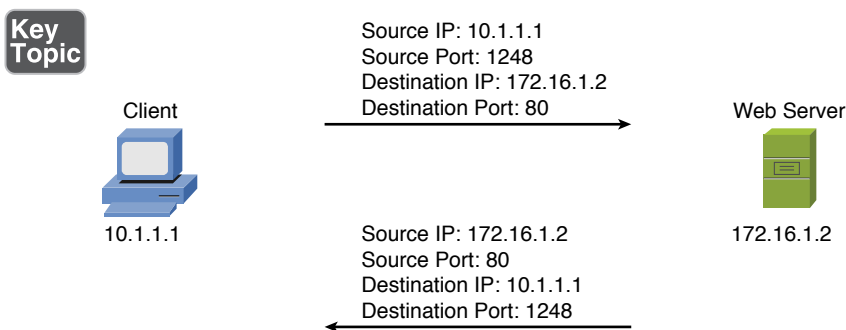 Key
Topic
Source IP: 10.1.1.1
Source Port: 1248
Destination IP: 172.16.1.2
Destination Port: 80
Client
Web Server
10.1.1.1
172.16.1.2
Source IP: 172.16.1.2
Source Port: 80
Destination IP: 10.1.1.1
Destination Port: 1248